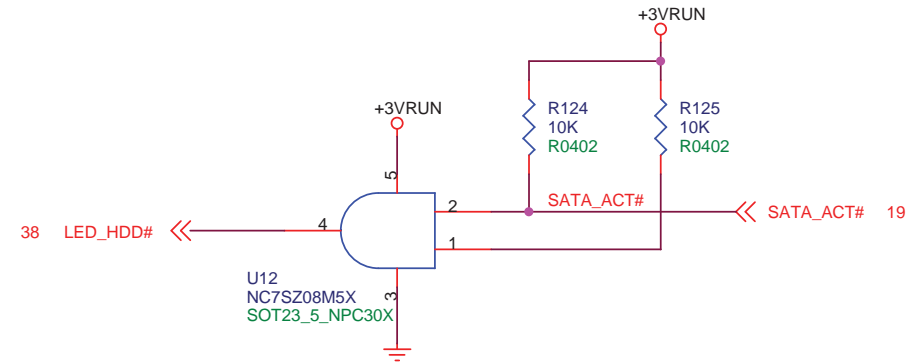 +3VRUN
+3VRUN
R124
10K
R0402
R125
10K
R0402
5
2
SATA_ACT#
SATA_ACT# 19
38 LED_HDD#
4
1
U12
NC7SZ08M5X
SOT23_5_NPC30X
3